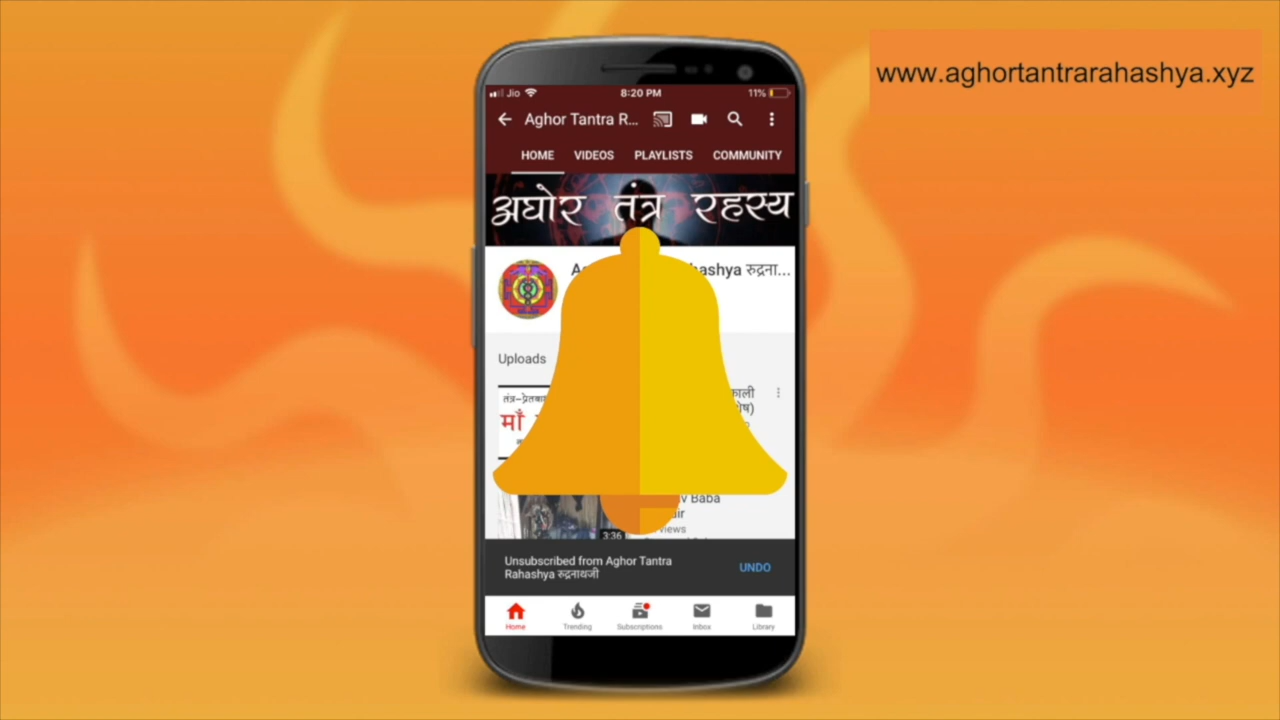 www.aghortantrarahashya.xyz
Jio 8:20 PM 11%
Aghor Tantra R...
HOME VIDEOS PLAYLISTS COMMUNITY
अघोर तंत्र रहस्य
रुद्रना...
Uploads
माँ
Baba
3:36
views
Unsubscribed from Aghor Tantra
Rahashya रुद्रनाथजी
UNDO
Home Trending Subscriptions Inbox Library